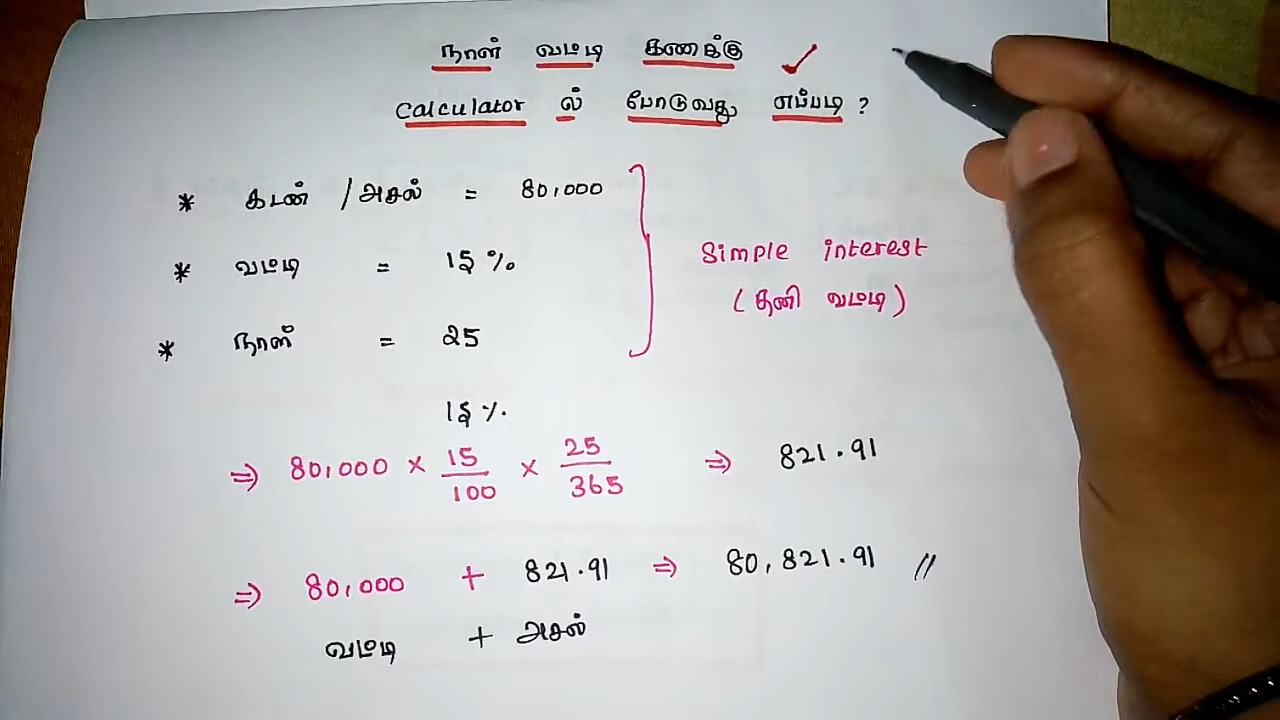 நாள் வட்டி கணக்கு ✓
Calculator ல் போடுவது எப்படி ?
* கடன் / அசல் = 80,000
* வட்டி = 15 %
* நாள் = 25
Simple interest
( தனி வட்டி )
15 %
⇒ 80,000 × 15/100 × 25/365 ⇒ 821.91
⇒ 80,000 + 821.91 ⇒ 80,821.91 //
வட்டி + அசல்